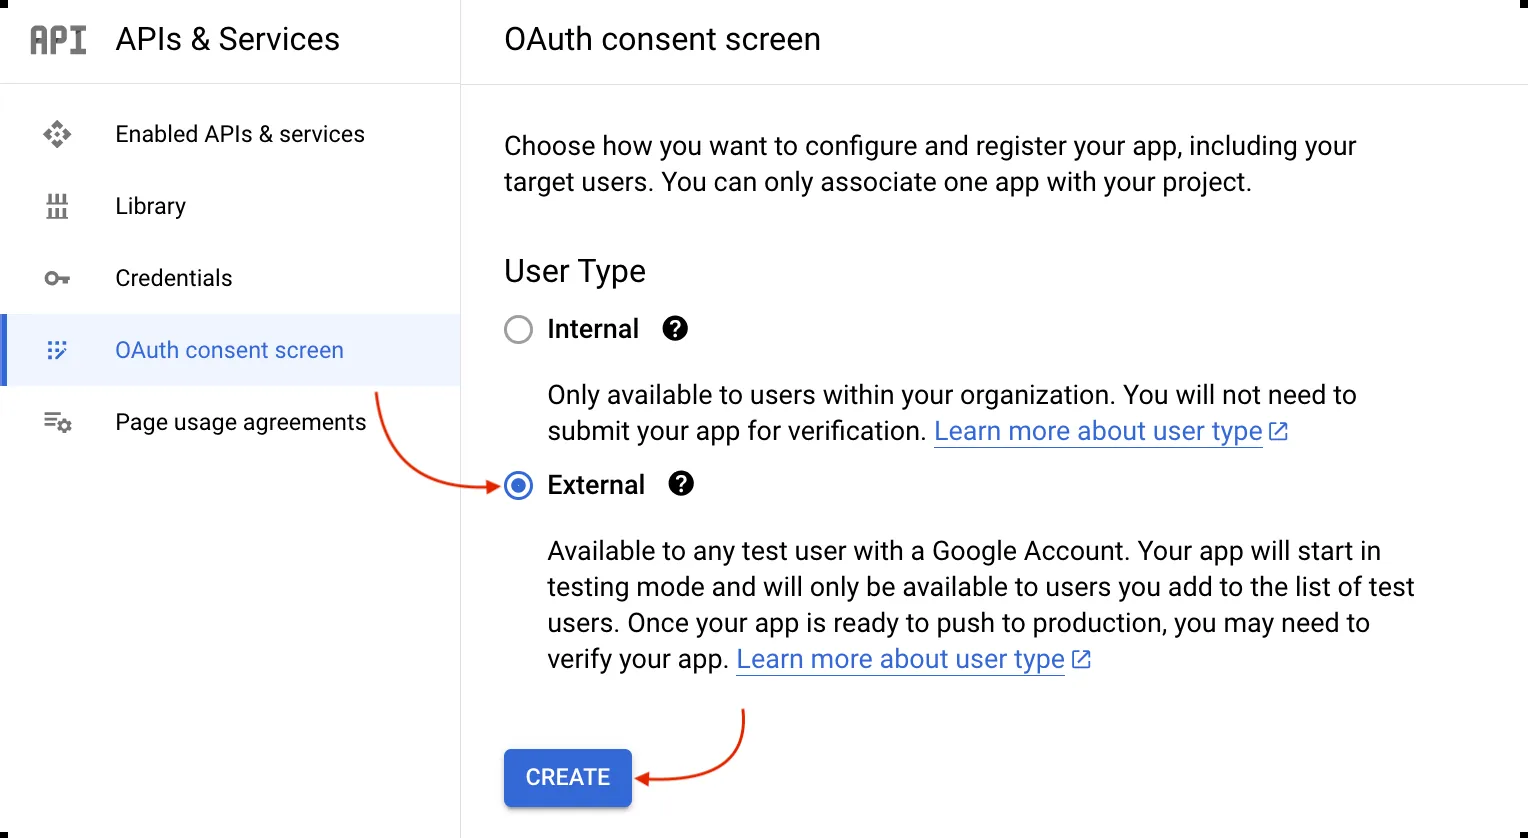 API APIs & Services
Enabled APIs & services
Library
Credentials
OAuth consent screen
Page usage agreements
OAuth consent screen
Choose how you want to configure and register your app, including your
target users. You can only associate one app with your project.
User Type
Internal
Only available to users within your organization. You will not need to
submit your app for verification. Learn more about user type
External
Available to any test user with a Google Account. Your app will start in
testing mode and will only be available to users you add to the list of test
users. Once your app is ready to push to production, you may need to
verify your app. Learn more about user type
CREATE